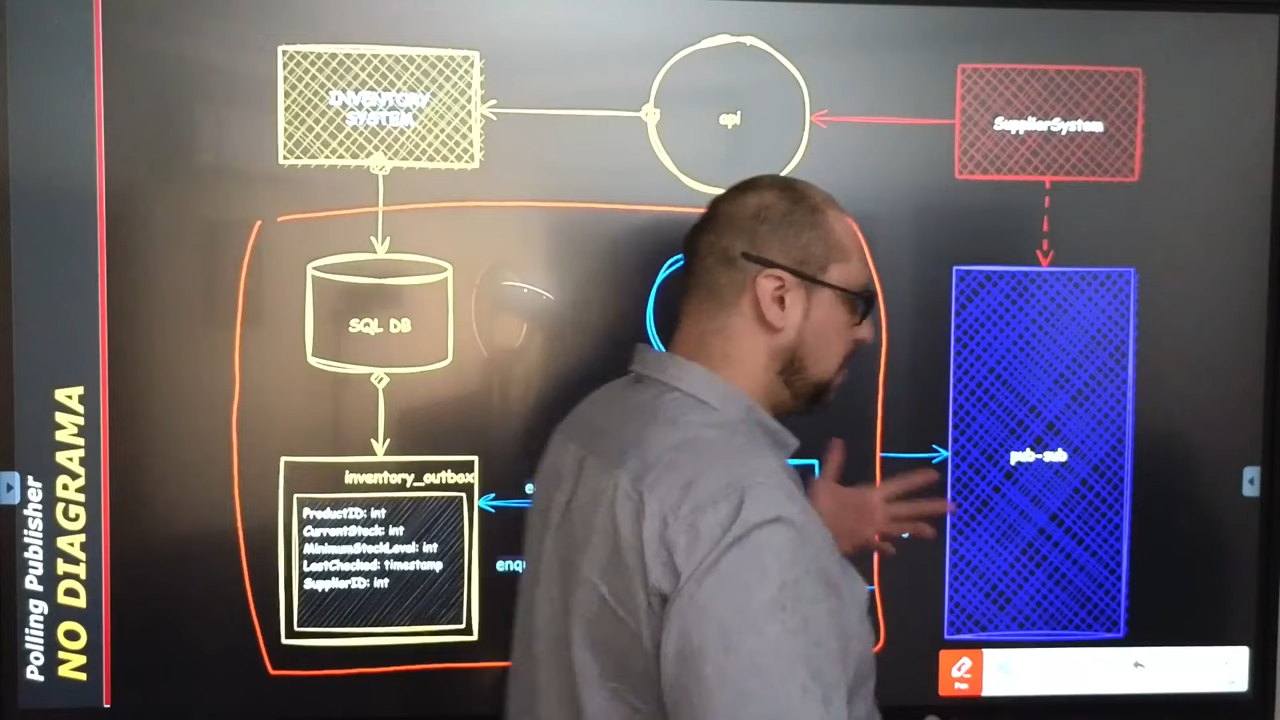 Polling Publisher
NO DIAGRAMA
INVENTORY
SYSTEM
api
SupplierSystem
SQL DB
inventory_outbox
ProductID: int
CurrentStock: int
MinimumStockLevel: int
LastChecked: timestamp
SupplierID: int
pub-sub
Pen